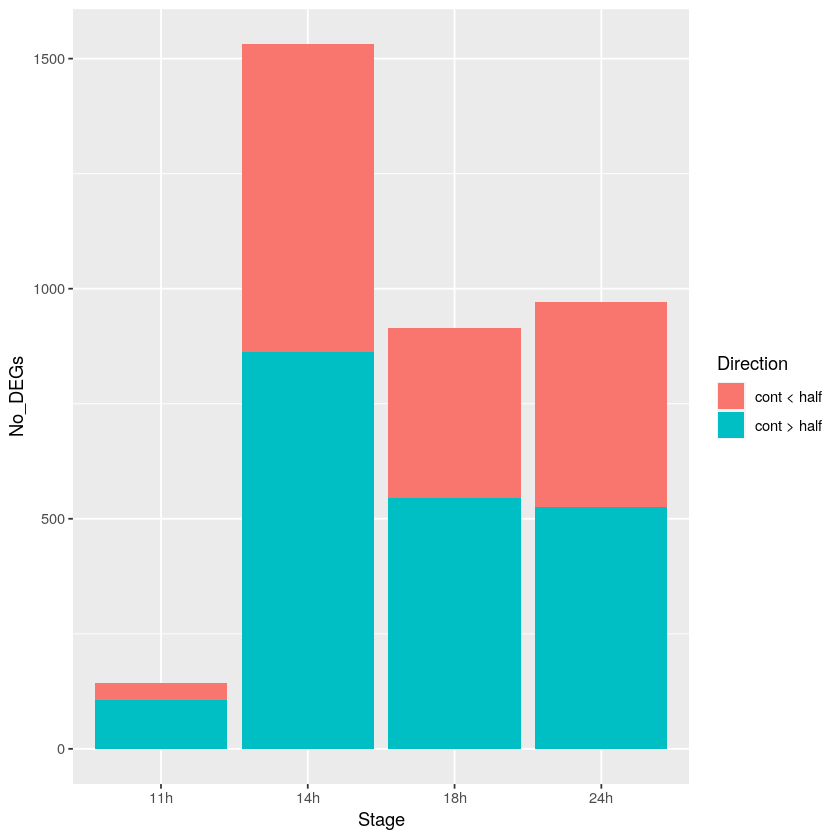 1500
1000
500
0
No_DEGs
11h 14h 18h 24h
Stage
Direction
cont < half
cont > half